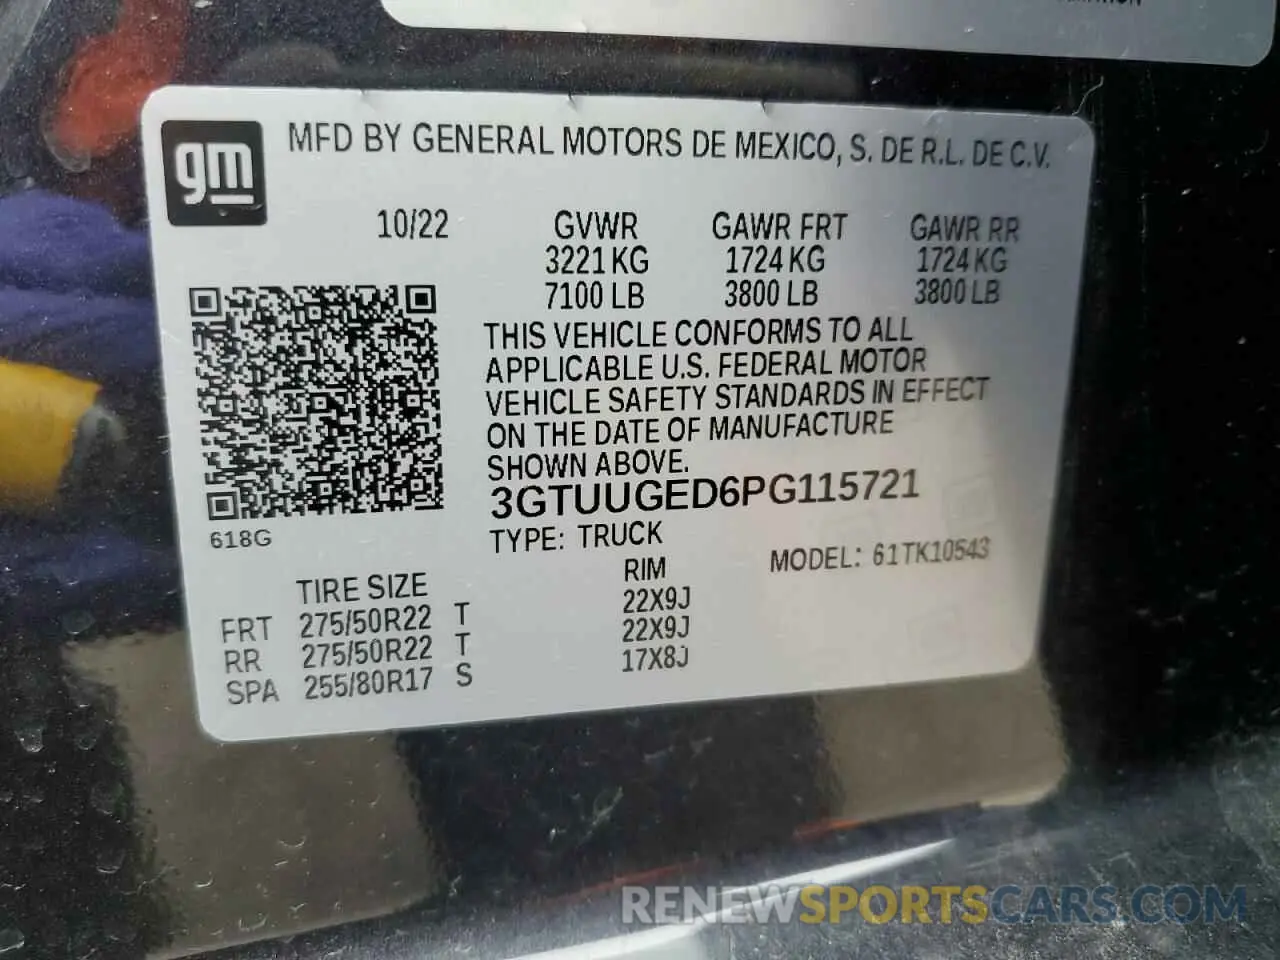 gm
MFD BY GENERAL MOTORS DE MEXICO, S. DE R.L. DE C.V.
10/22 GVWR GAWR FRT GAWR RR
3221 KG 1724 KG 1724 KG
7100 LB 3800 LB 3800 LB
THIS VEHICLE CONFORMS TO ALL
APPLICABLE U.S. FEDERAL MOTOR
VEHICLE SAFETY STANDARDS IN EFFECT
ON THE DATE OF MANUFACTURE
SHOWN ABOVE.
3GTUUGED6PG115721
618G
TYPE: TRUCK
MODEL: 61TK10543
TIRE SIZE RIM
FRT 275/50R22 T 22X9J
RR 275/50R22 T 22X9J
SPA 255/80R17 S 17X8J
RENEWSPORTSCARS.COM